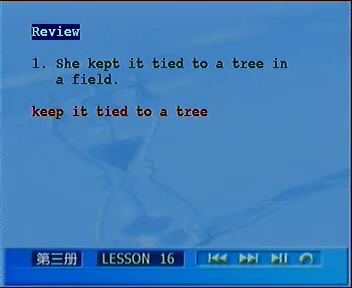 Review
1. She kept it tied to a tree in
a field.
keep it tied to a tree
第三册 LESSON 16